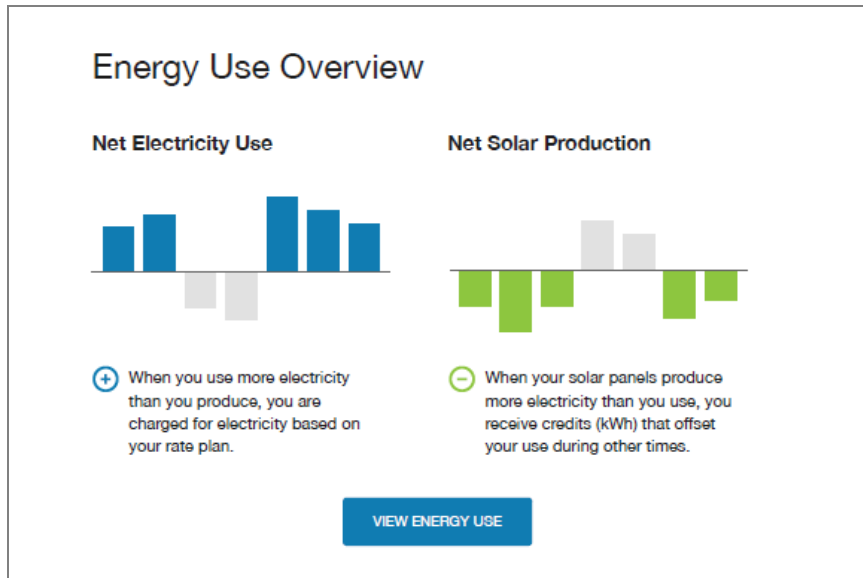 Energy Use Overview
Net Electricity Use
When you use more electricity
than you produce, you are
charged for electricity based on
your rate plan.
Net Solar Production
When your solar panels produce
more electricity than you use, you
receive credits (kWh) that offset
your use during other times.
VIEW ENERGY USE